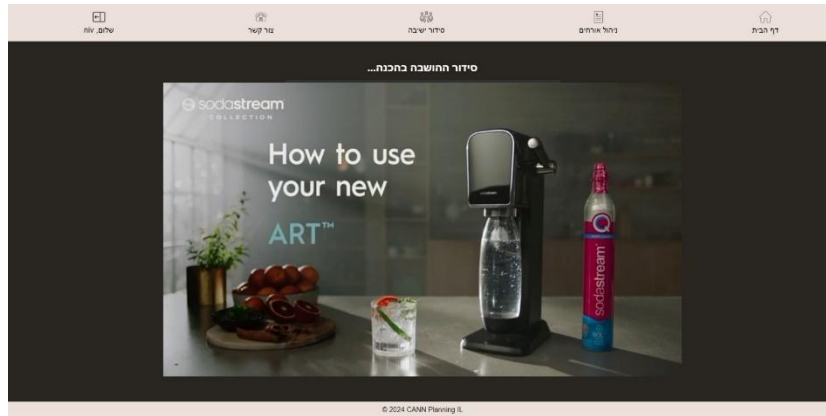 דף הבית
ניהול אורחים
סידור ישיבה
צור קשר
שלום, niv
סידור ההושבה בהכנה...
sodastream
COLLECTION
How to use
your new
ART™
Q
sodastream
© 2024 CANN Planning IL